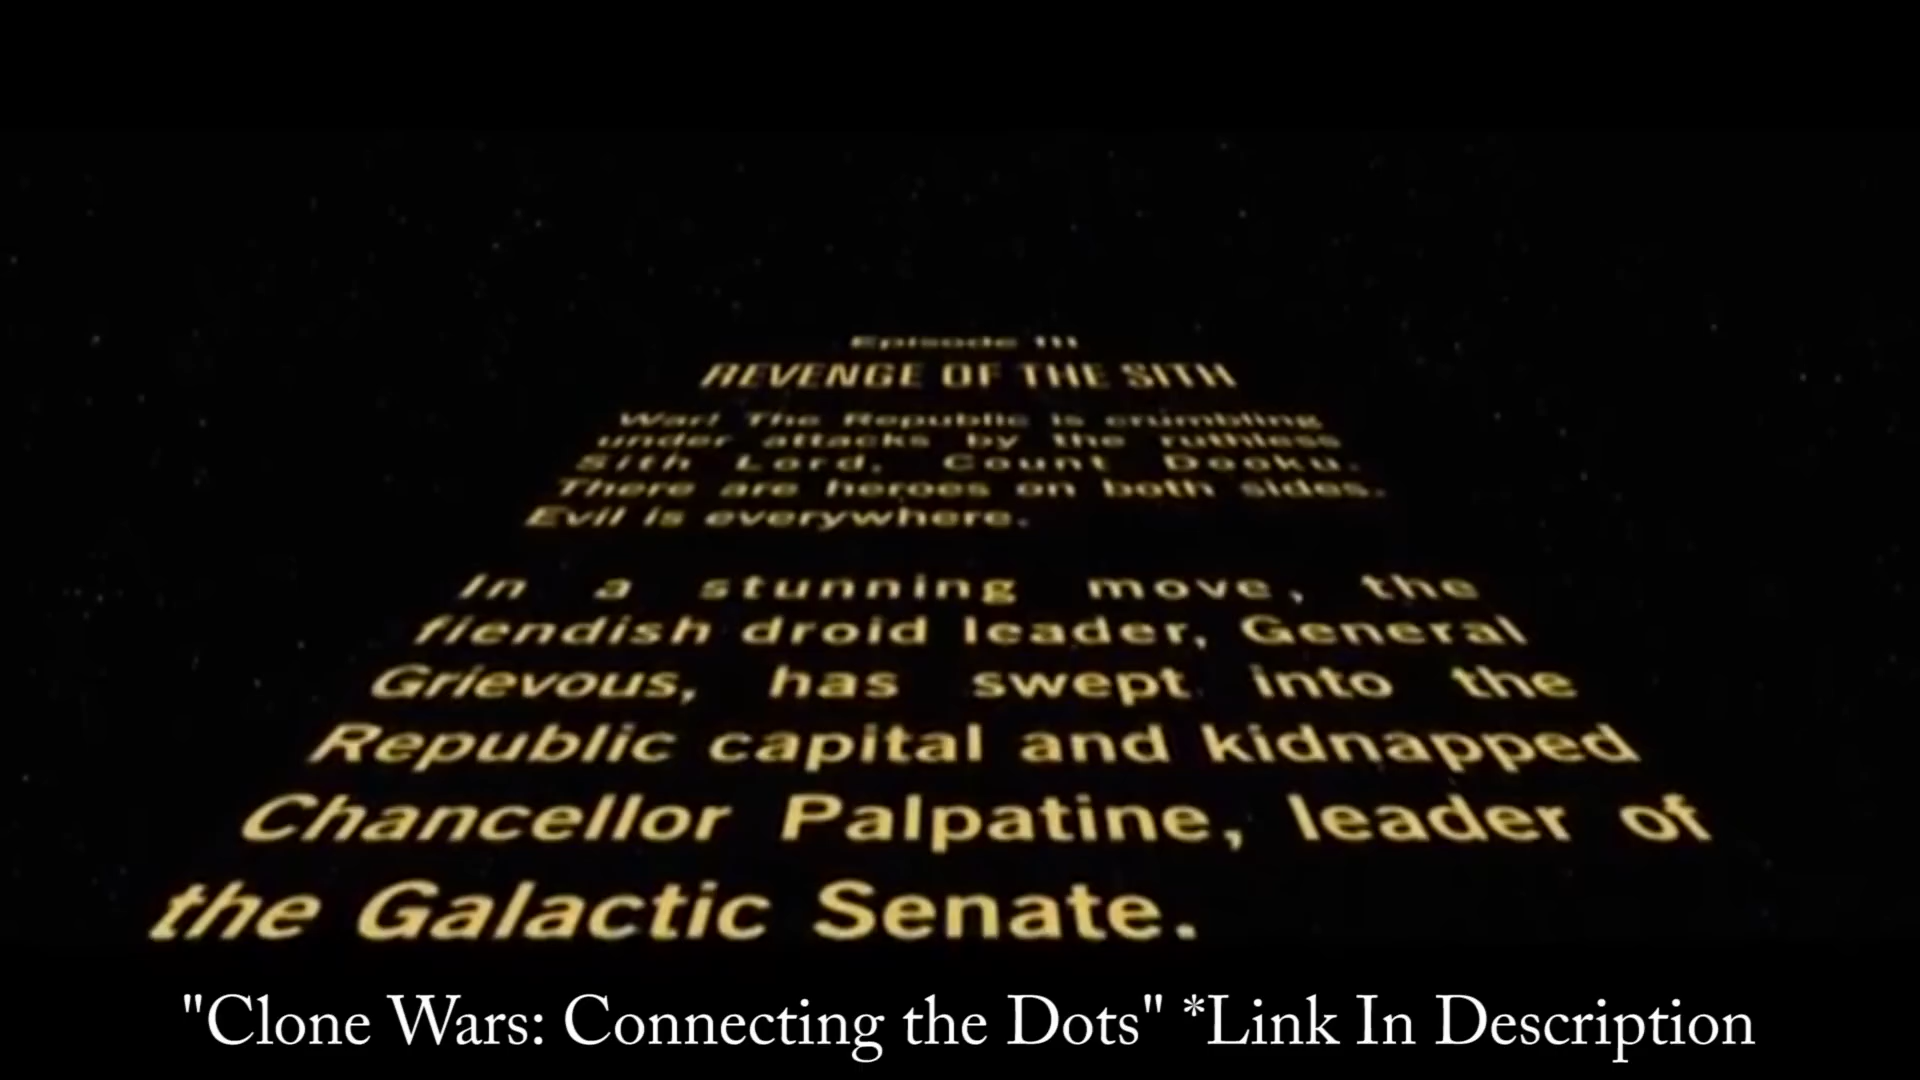 Episode III
REVENGE OF THE SITH
War! The Republic is crumbling
under attacks by the ruthless
Sith Lord, Count Dooku.
There are heroes on both sides.
Evil is everywhere.
In a stunning move, the
fiendish droid leader, General
Grievous, has swept into the
Republic capital and kidnapped
Chancellor Palpatine, leader of
the Galactic Senate.
"Clone Wars: Connecting the Dots" *Link In Description